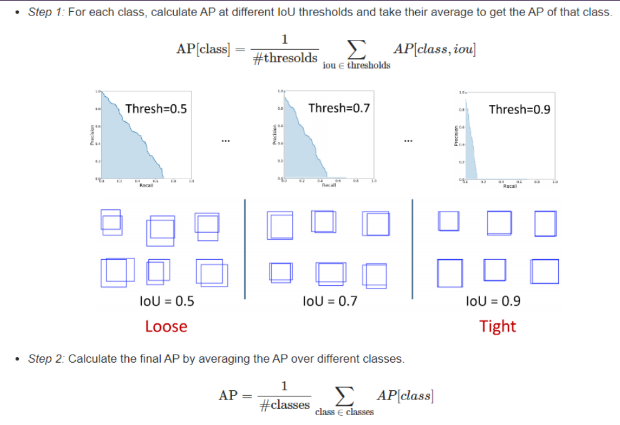 • Step 1: For each class, calculate AP at different IoU thresholds and take their average to get the AP of that class.
AP[class] = 1 / #thresolds ∑ iou ∈ thresholds AP[class, iou]
Thresh=0.5
...
Thresh=0.7
...
Thresh=0.9
Precision
Recall
Precision
Recall
Precision
Recall
IoU = 0.5
IoU = 0.7
IoU = 0.9
Loose
Tight
• Step 2: Calculate the final AP by averaging the AP over different classes.
AP = 1 / #classes ∑ class ∈ classes AP[class]